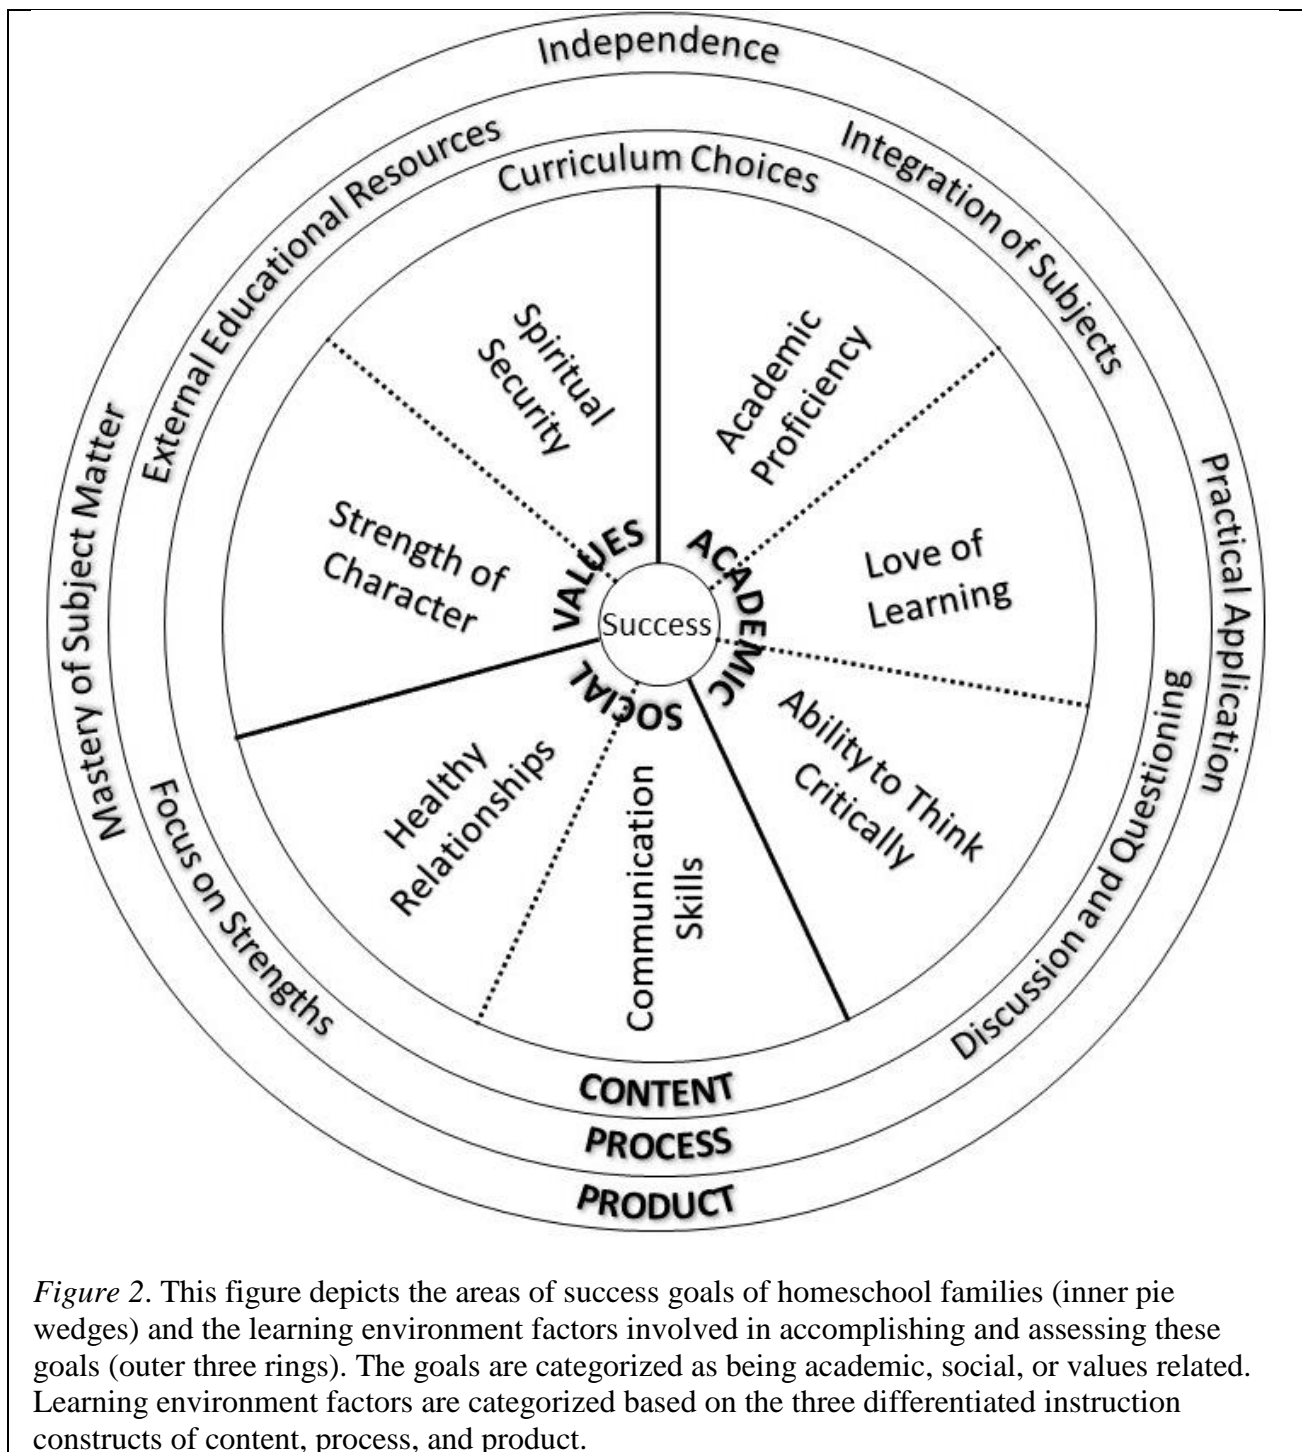 Independence
External Educational Resources
Integration of Subjects
Curriculum Choices
Mastery of Subject Matter
Practical Application
Spiritual
Security
Academic
Proficiency
Strength of
Character
Love of
Learning
VALUES
ACADEMIC
Success
SOCIAL
Healthy
Relationships
Communication
Skills
Ability to Think
Critically
Focus on Strengths
Discussion and Questioning
CONTENT
PROCESS
PRODUCT
Figure 2. This figure depicts the areas of success goals of homeschool families (inner pie
wedges) and the learning environment factors involved in accomplishing and assessing these
goals (outer three rings). The goals are categorized as being academic, social, or values related.
Learning environment factors are categorized based on the three differentiated instruction
constructs of content, process, and product.